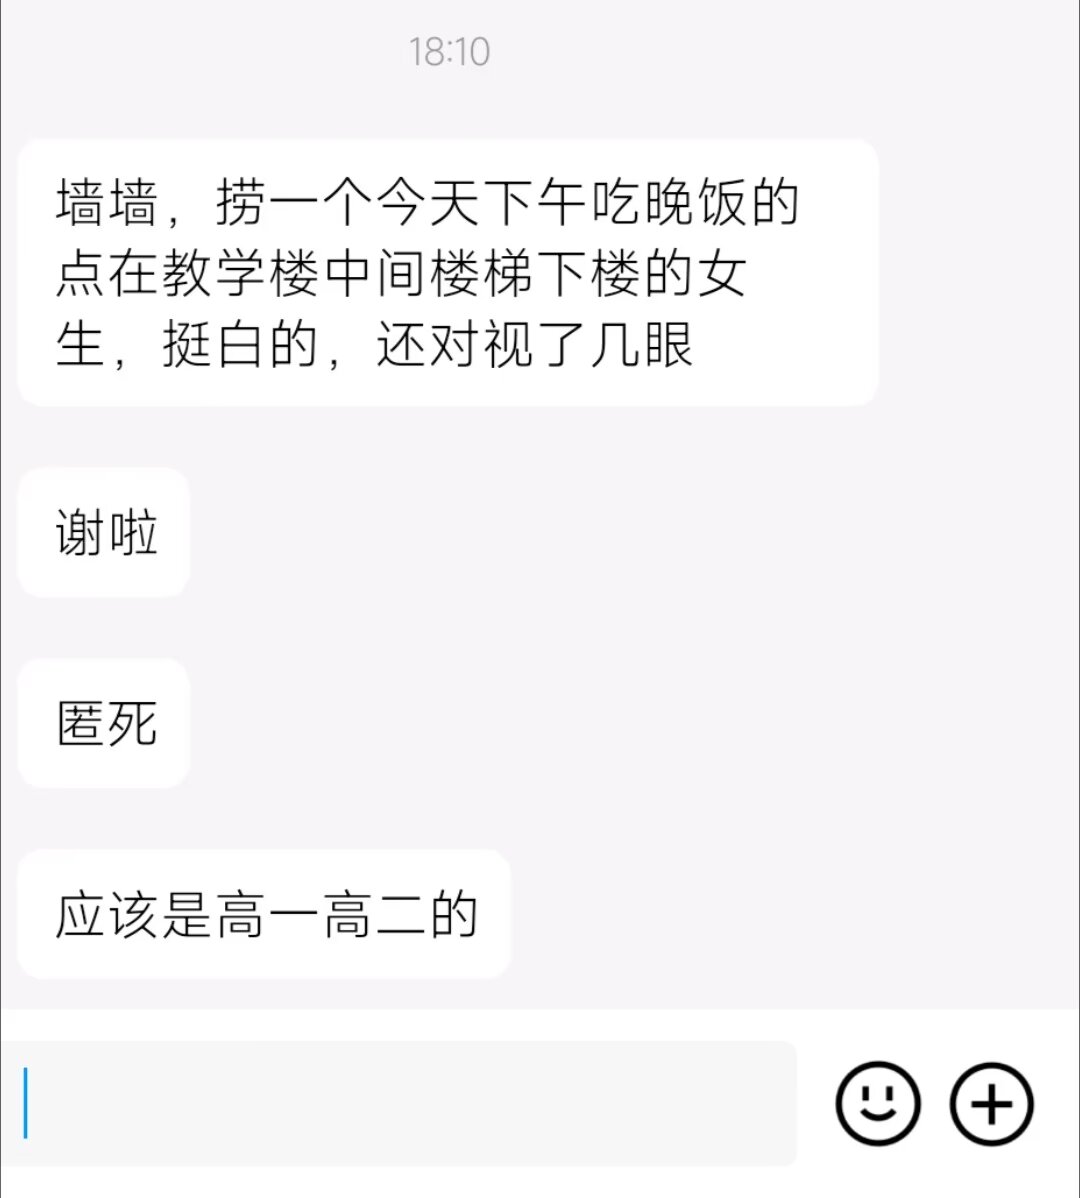 18:10
墙墙，捞一个今天下午吃晚饭的
点在教学楼中间楼梯下楼的女
生，挺白的，还对视了几眼
谢啦
匿死
应该是高一高二的